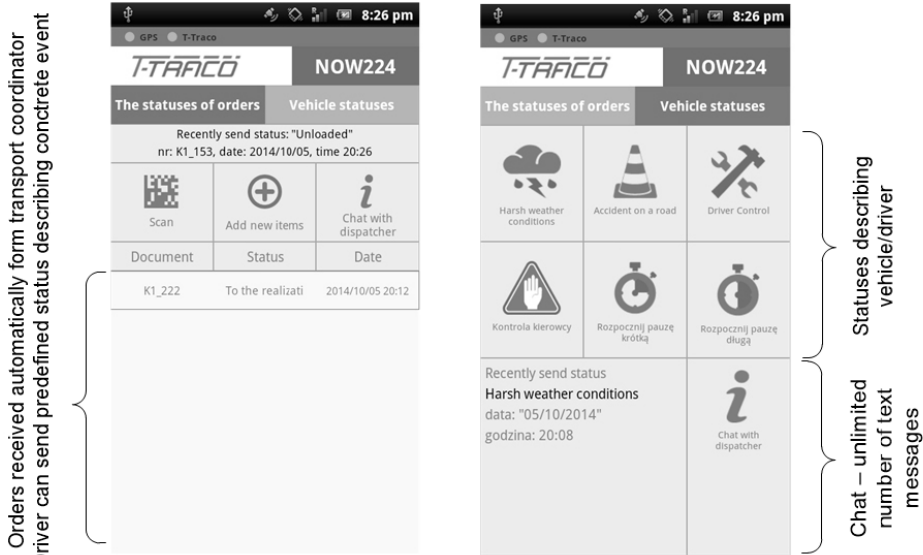 Orders received automatically form transport coordinator
river can send predefined status describing concrete event
8:26 pm
GPS T-Traco
T-TRACO
NOW224
The statuses of orders
Vehicle statuses
Recently send status: "Unloaded"
nr: K1_153, date: 2014/10/05, time 20:26
Scan
Add new items
Chat with
dispatcher
Document Status Date
K1_222 To the realizati 2014/10/05 20:12
8:26 pm
GPS T-Traco
T-TRACO
NOW224
The statuses of orders
Vehicle statuses
Harsh weather
conditions
Accident on a road
Driver Control
Kontrola kierowcy
Rozpocznij pauzę
krótką
Rozpocznij pauzę
długą
Recently send status
Harsh weather conditions
data: "05/10/2014"
godzina: 20:08
Chat with
dispatcher
Statuses describing
vehicle/driver
Chat – unlimited
number of text
messages